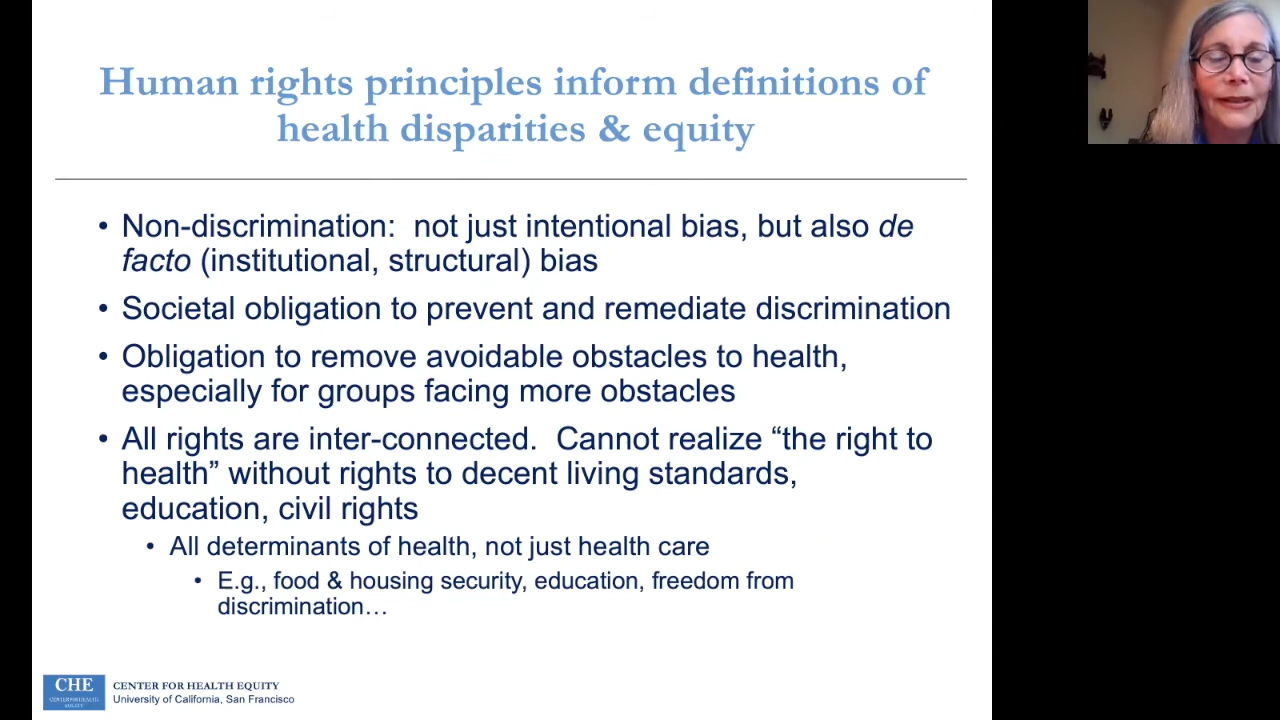 Human rights principles inform definitions of
health disparities & equity
• Non-discrimination:  not just intentional bias, but also de
facto (institutional, structural) bias
• Societal obligation to prevent and remediate discrimination
• Obligation to remove avoidable obstacles to health,
especially for groups facing more obstacles
• All rights are inter-connected.  Cannot realize “the right to
health” without rights to decent living standards,
education, civil rights
• All determinants of health, not just health care
• E.g., food & housing security, education, freedom from
discrimination…
CHE
CENTER FOR HEALTH
EQUITY
CENTER FOR HEALTH EQUITY
University of California, San Francisco